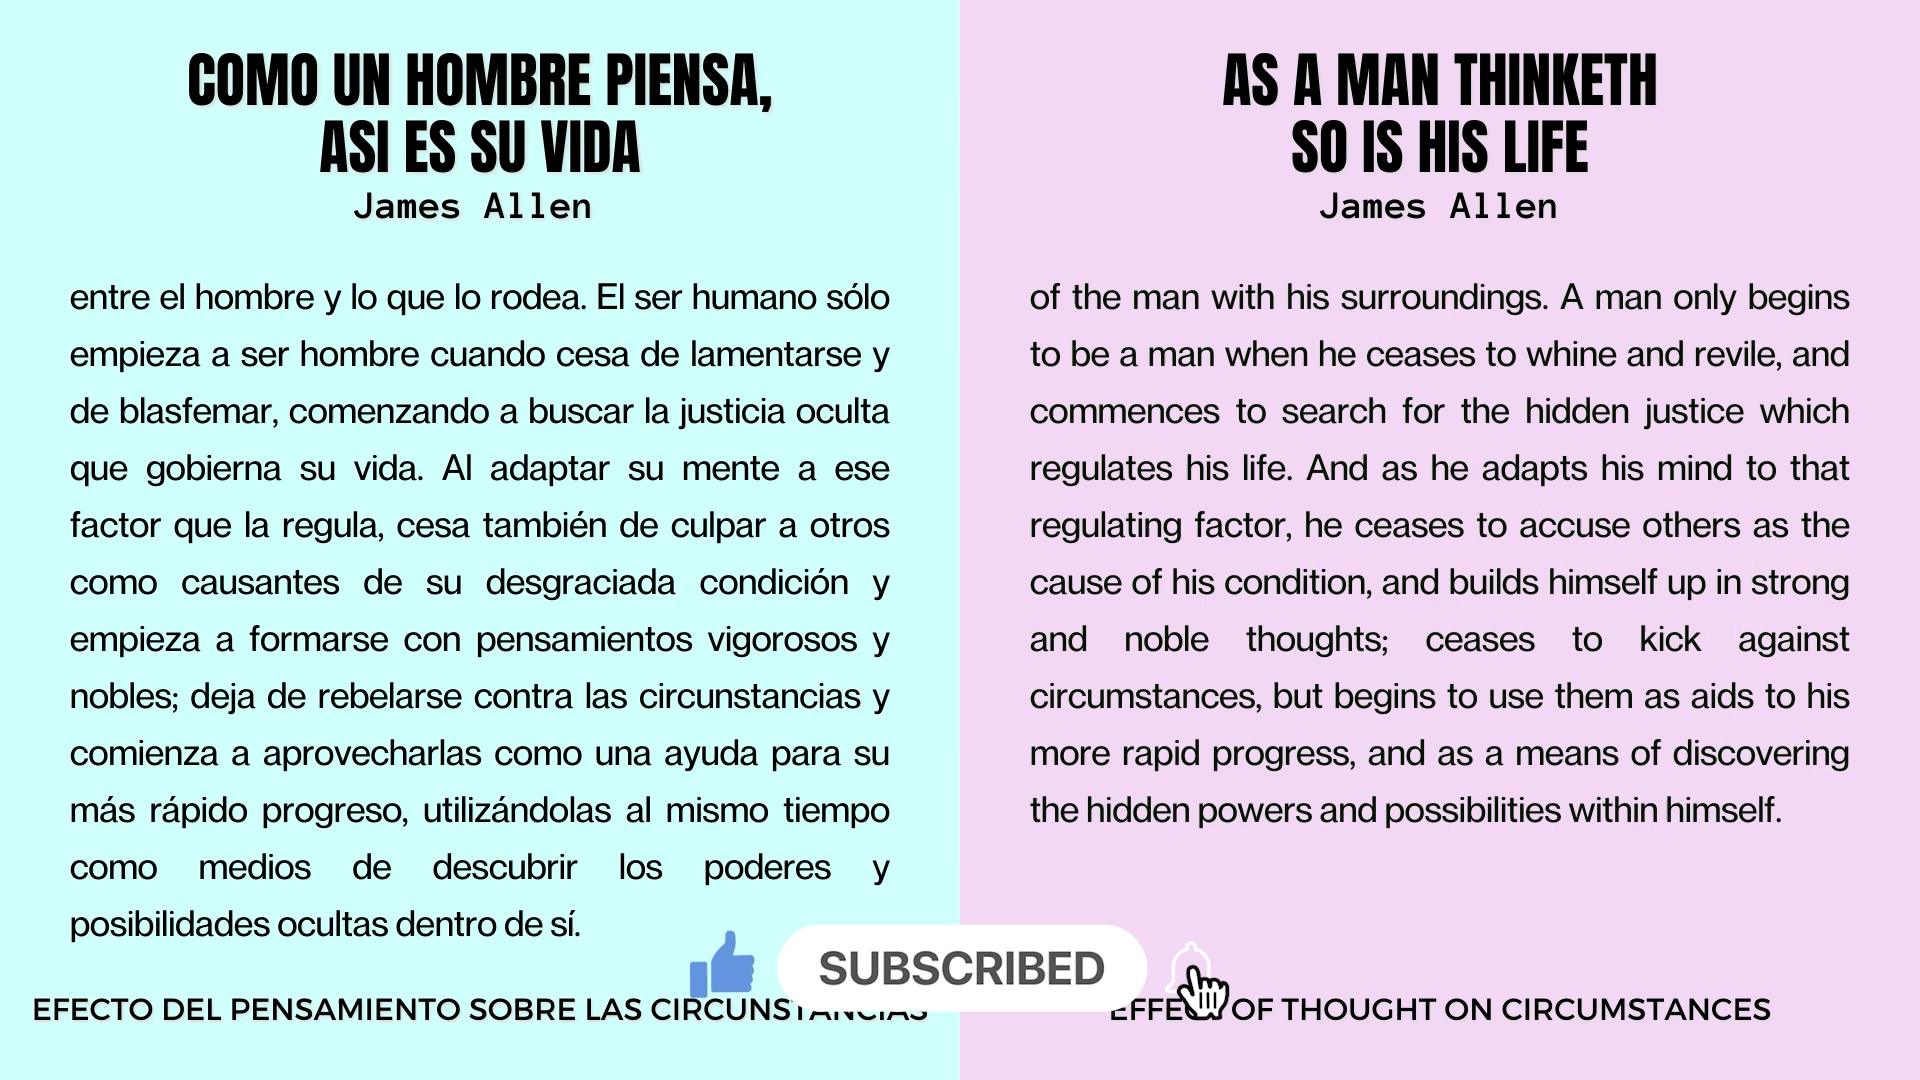 COMO UN HOMBRE PIENSA,
ASI ES SU VIDA
James Allen
entre el hombre y lo que lo rodea. El ser humano sólo
empieza a ser hombre cuando cesa de lamentarse y
de blasfemar, comenzando a buscar la justicia oculta
que gobierna su vida. Al adaptar su mente a ese
factor que la regula, cesa también de culpar a otros
como causantes de su desgraciada condición y
empieza a formarse con pensamientos vigorosos y
nobles; deja de rebelarse contra las circunstancias y
comienza a aprovecharlas como una ayuda para su
más rápido progreso, utilizándolas al mismo tiempo
como medios de descubrir los poderes y
posibilidades ocultas dentro de sí.
EFECTO DEL PENSAMIENTO SOBRE LAS CIRCUNSTANCIAS
AS A MAN THINKETH
SO IS HIS LIFE
James Allen
of the man with his surroundings. A man only begins
to be a man when he ceases to whine and revile, and
commences to search for the hidden justice which
regulates his life. And as he adapts his mind to that
regulating factor, he ceases to accuse others as the
cause of his condition, and builds himself up in strong
and noble thoughts; ceases to kick against
circumstances, but begins to use them as aids to his
more rapid progress, and as a means of discovering
the hidden powers and possibilities within himself.
SUBSCRIBED
EFFECT OF THOUGHT ON CIRCUMSTANCES